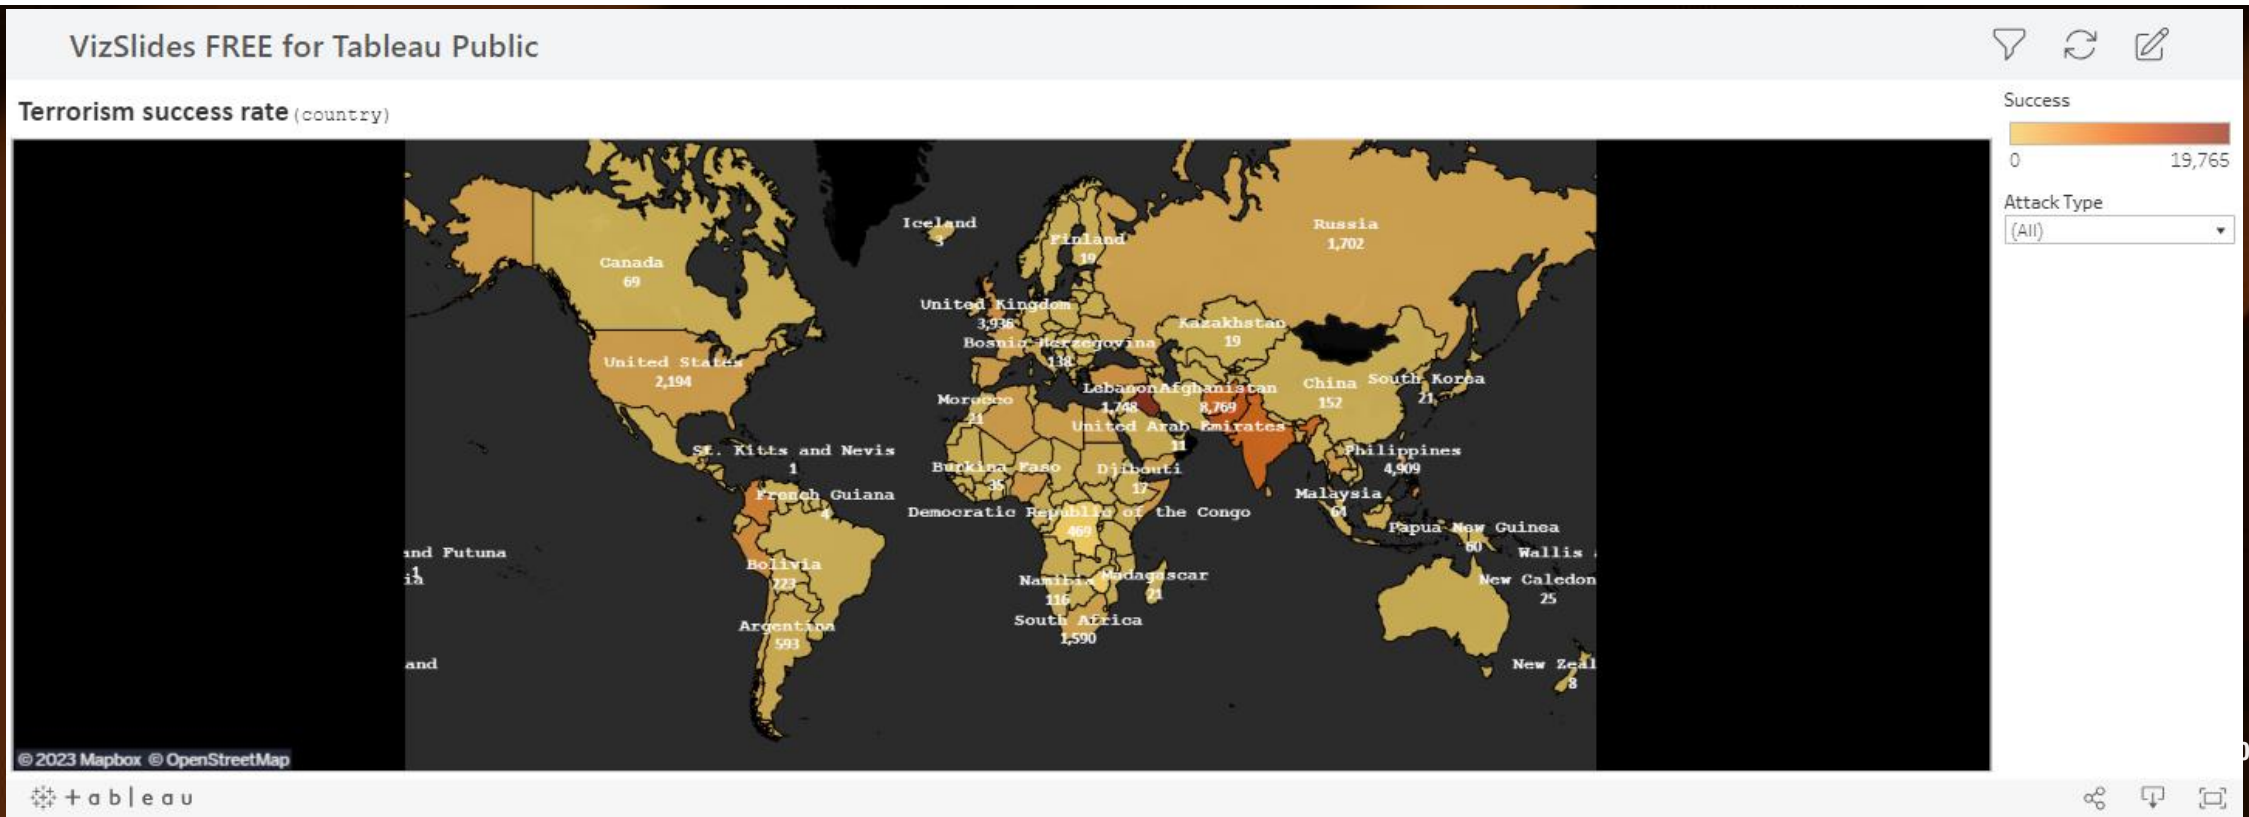 VizSlides FREE for Tableau Public
Terrorism success rate (country)
Success
0 19,765
Attack Type
(All)
Iceland
3
Finland
19
Russia
1,702
Canada
69
United Kingdom
3,936
Kazakhstan
19
Bosnia-Herzegovina
138
United States
2,194
Lebanon
1,748
Afghanistan
8,769
China
152
South Korea
21
Morocco
21
United Arab Emirates
11
St. Kitts and Nevis
1
Burkina Faso
35
Djibouti
17
Philippines
4,909
French Guiana
4
Malaysia
64
Democratic Republic of the Congo
469
Papua New Guinea
60
and Futuna
1
ia
Wallis
Bolivia
223
Namibia
116
Madagascar
21
New Caledon
25
South Africa
1,590
Argentina
593
and
New Zeal
8
© 2023 Mapbox © OpenStreetMap
+ableau